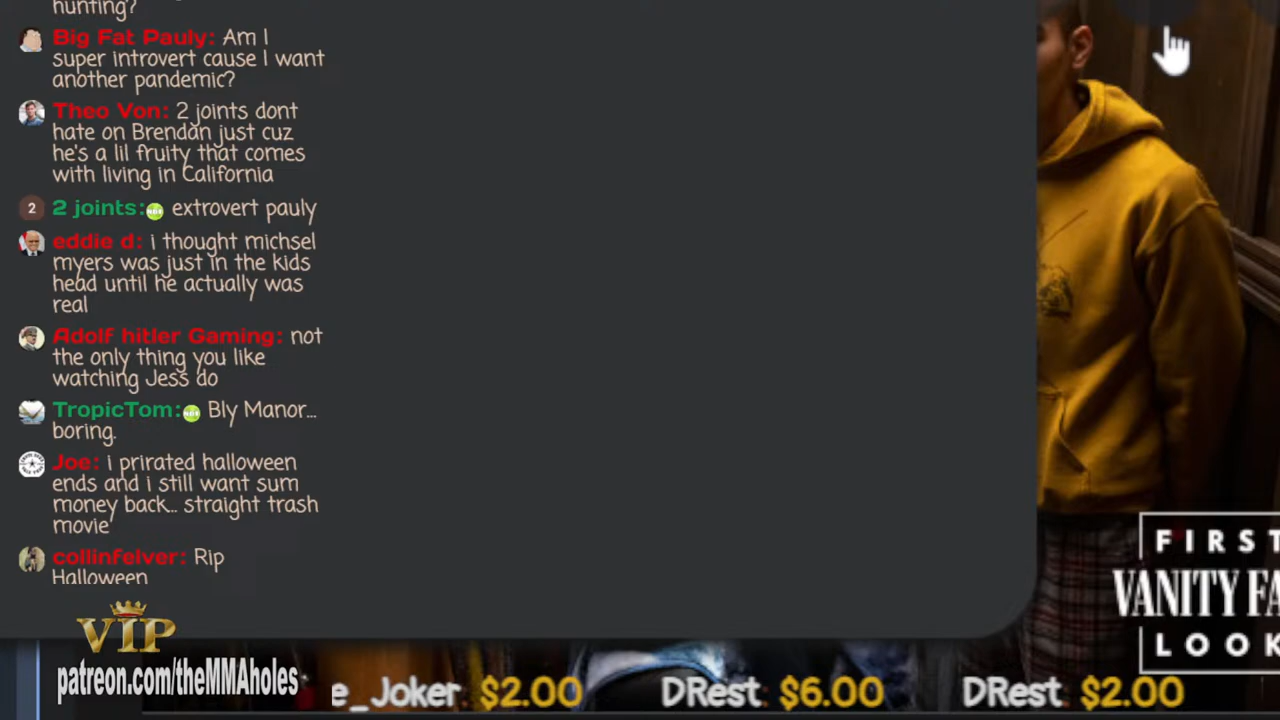 hunting?
Big Fat Pauly: Am I
super introvert cause I want
another pandemic?
Theo Von: 2 joints dont
hate on Brendan just cuz
he's a lil fruity that comes
with living in California
2 2 joints: extrovert pauly
eddie d: i thought michsel
myers was just in the kids
head until he actually was
real
Adolf hitler Gaming: not
the only thing you like
watching Jess do
TropicTom: Bly Manor...
boring.
Joe: i prirated halloween
ends and i still want sum
money back... straight trash
movie
collinfelver: Rip
Halloween
VIP
patreon.com/theMMAholes
e_Joker $2.00 DRest $6.00 DRest $2.00
FIRST
VANITY FA
LOOK